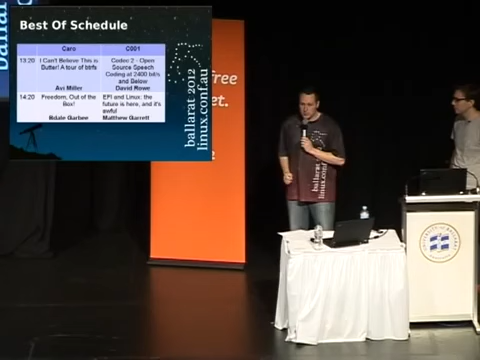 Best Of Schedule
Caro C001
13:20 I Can't Believe This is Butter! A tour of btrfs
Avi Miller
Codec 2 - Open Source Speech Coding at 2400 bit/s and Below
David Rowe
14:20 Freedom, Out of the Box!
Bdale Garbee
EFI and Linux: the future is here, and it's awful
Matthew Garrett
ballarat 2012
linux.conf.au
free
et.
ballarat
linux.conf